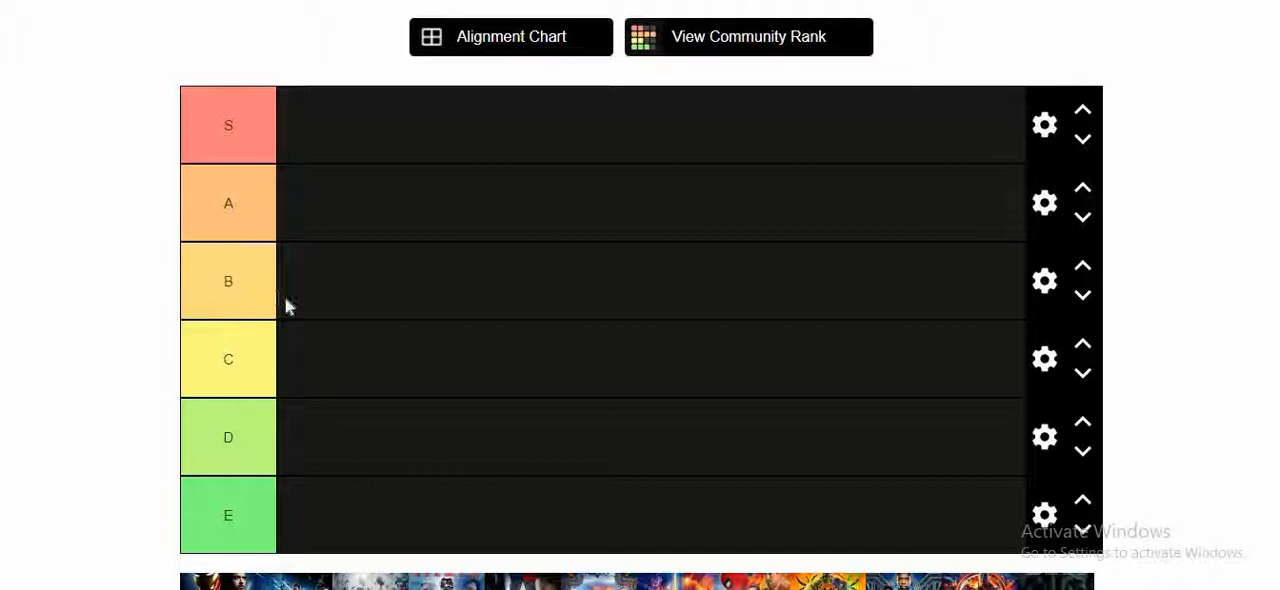 Alignment Chart
View Community Rank
S
A
B
C
D
E
Activate Windows
Go to Settings to activate Windows.